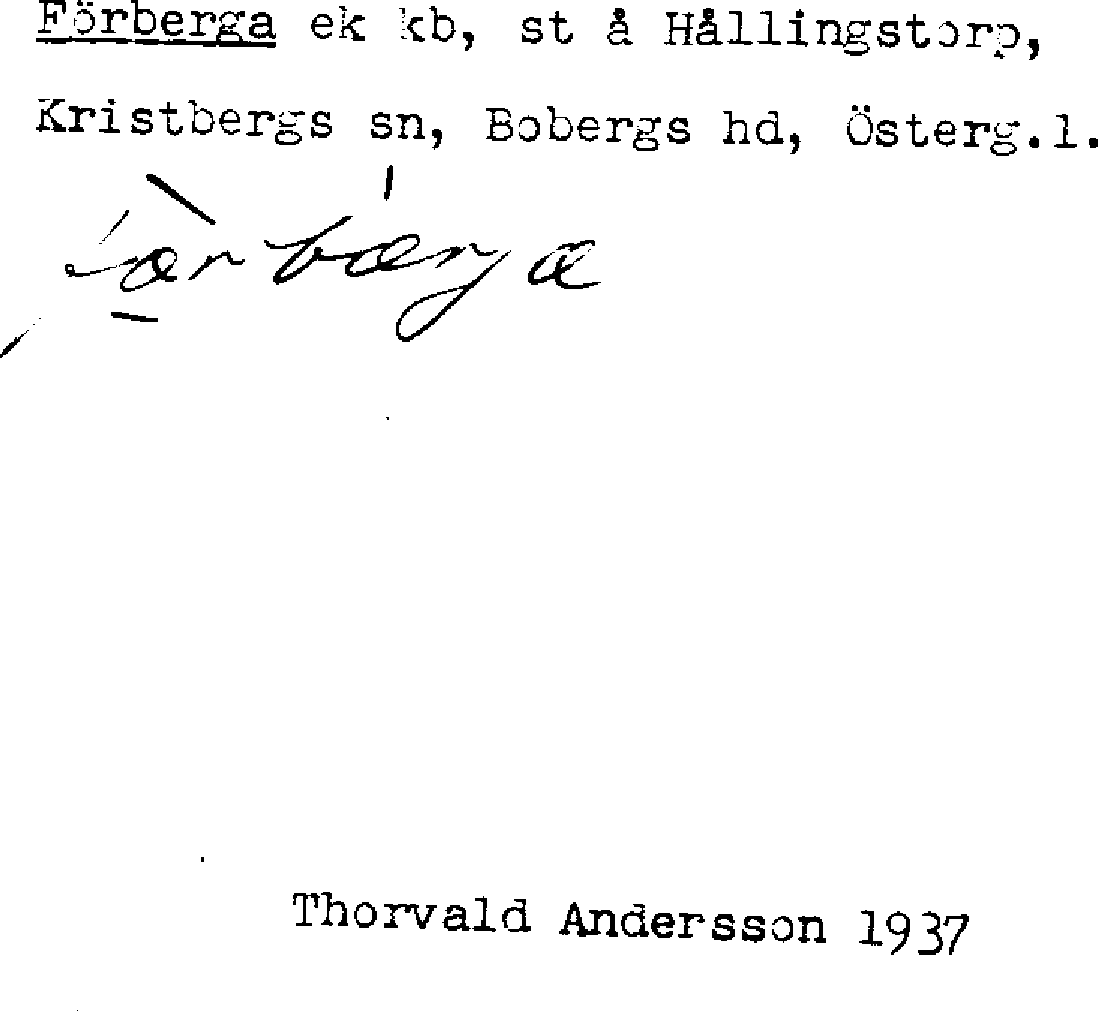 Förberga ek kb, st å Hållingstorp,
Kristbergs sn, Bobergs hd, Österg.l.
Thorvald Andersson 1937